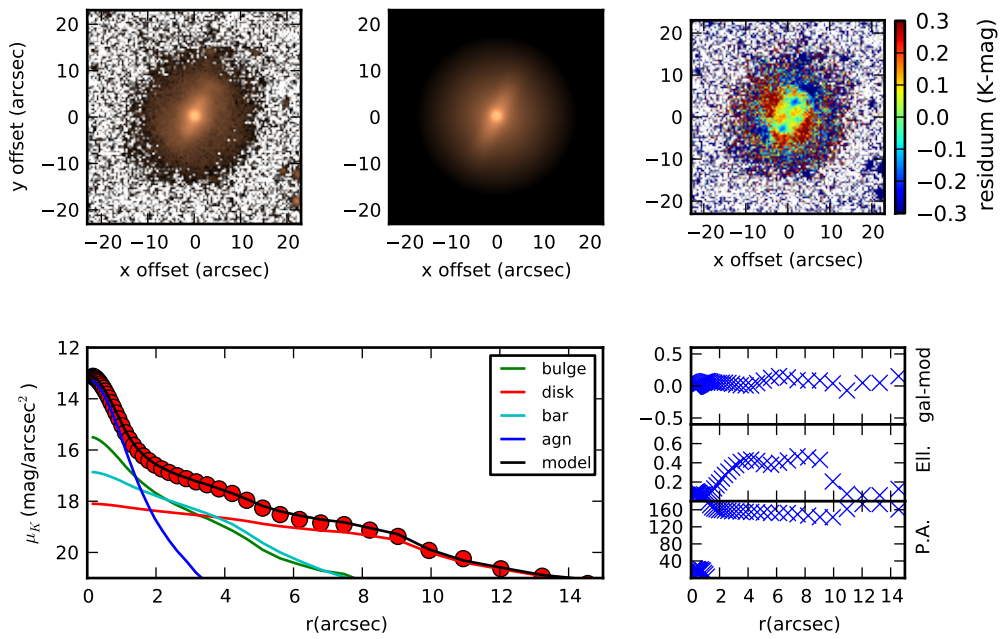 20
10
0
−10
−20
y offset (arcsec)
−20 −10 0 10 20
x offset (arcsec)
20
10
0
−10
−20
−20 −10 0 10 20
x offset (arcsec)
20
10
0
−10
−20
−20 −10 0 10 20
x offset (arcsec)
0.3
0.2
0.1
0.0
−0.1
−0.2
−0.3
residuum (K-mag)
12
14
16
18
20
μK (mag/arcsec²)
bulge
disk
bar
agn
model
0 2 4 6 8 10 12 14
r(arcsec)
0.5
0.0
−0.5
gal-mod
0.6
0.4
0.2
Ell.
160
120
80
40
P.A.
0 2 4 6 8 10 12 14
r(arcsec)